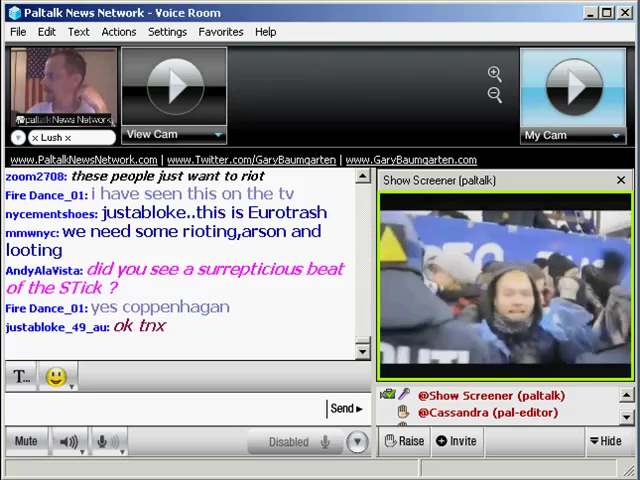 Paltalk News Network - Voice Room
File Edit Text Actions Settings Favorites Help
@paltalk News Network
x Lush x
View Cam
My Cam
www.PaltalkNewsNetwork.com | www.Twitter.com/GaryBaumgarten | www.GaryBaumgarten.com
zoom2708: these people just want to riot
Fire Dance_01: i have seen this on the tv
nycementshoes: justabloke..this is Eurotrash
mmwnyc: we need some rioting,arson and
looting
AndyAlaVista: did you see a surrepticious beat
of the STick ?
Fire Dance_01: yes coppenhagan
justabloke_49_au: ok tnx
T...
Send
Mute
Disabled
Show Screener (paltalk)
@Show Screener (paltalk)
@Cassandra (pal-editor)
Raise
Invite
Hide